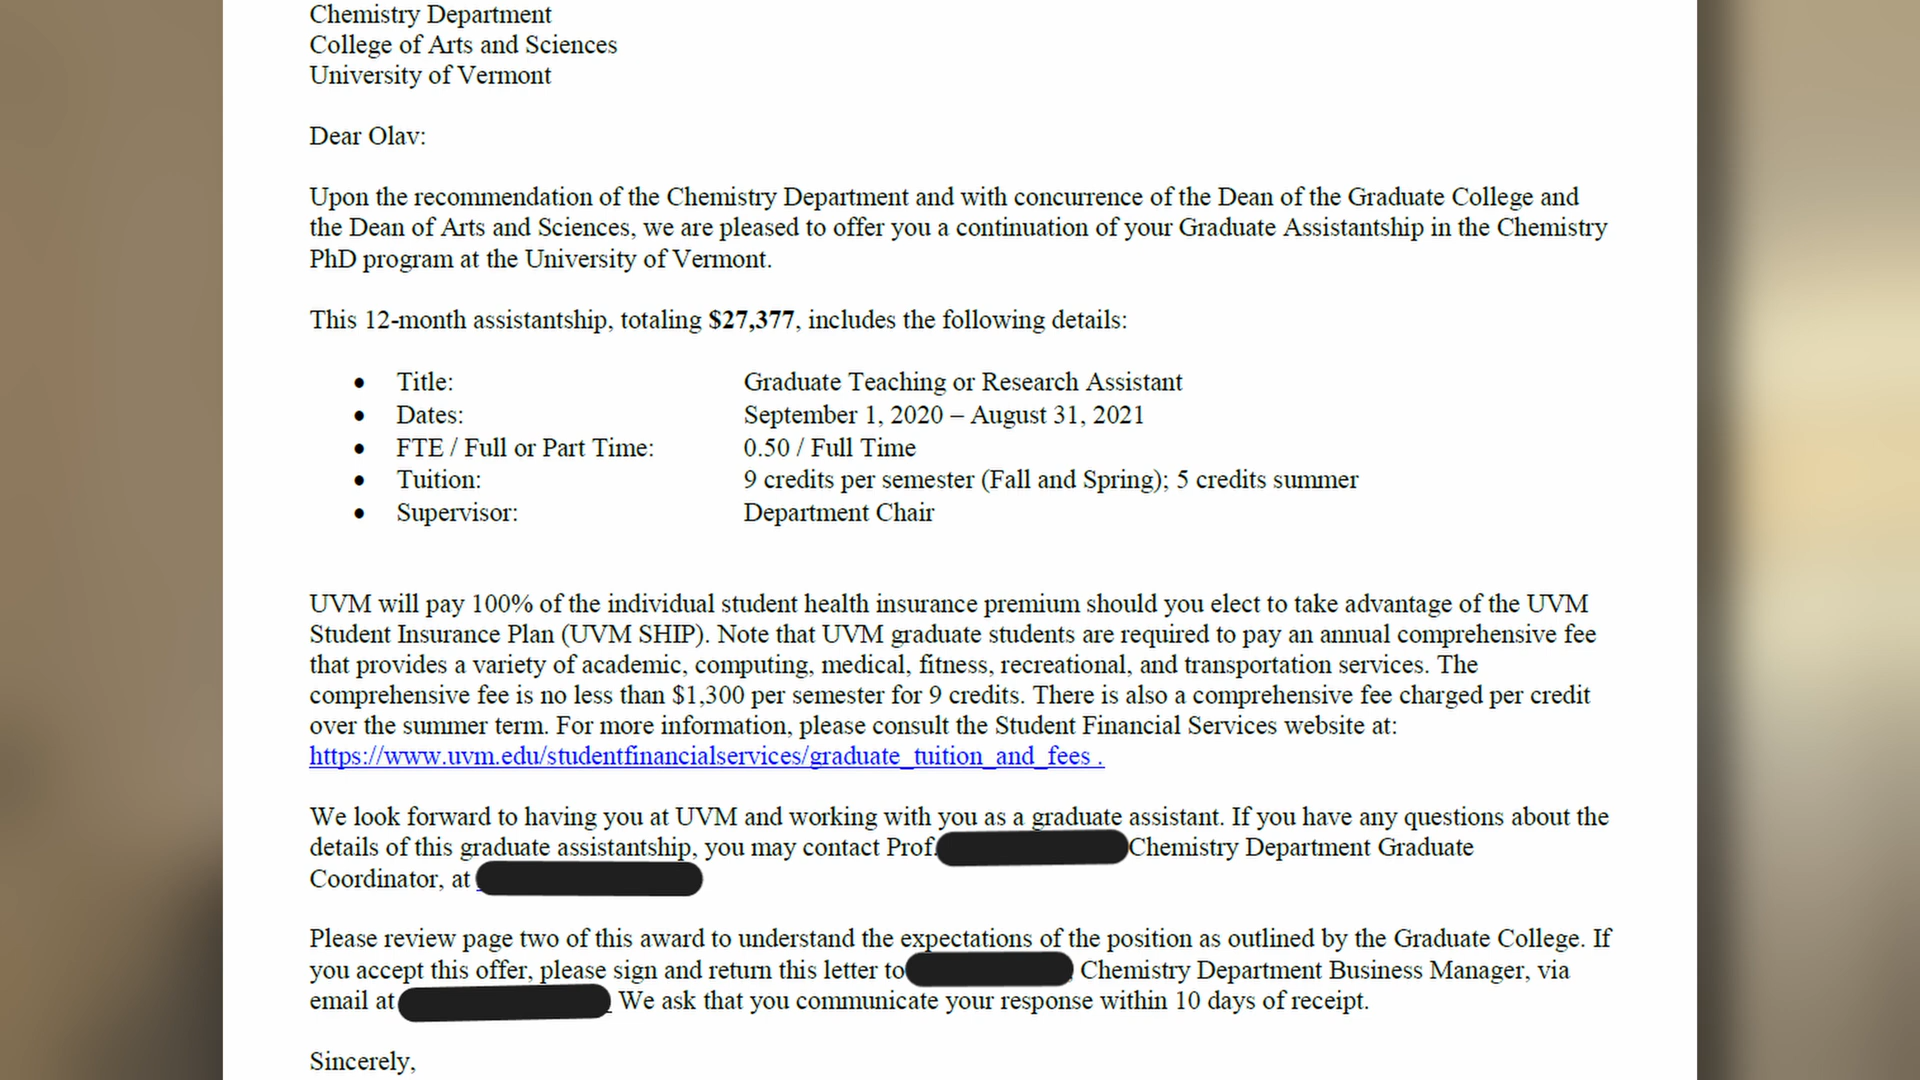 Chemistry Department
College of Arts and Sciences
University of Vermont
Dear Olav:
Upon the recommendation of the Chemistry Department and with concurrence of the Dean of the Graduate College and
the Dean of Arts and Sciences, we are pleased to offer you a continuation of your Graduate Assistantship in the Chemistry
PhD program at the University of Vermont.
This 12-month assistantship, totaling $27,377, includes the following details:
• Title: Graduate Teaching or Research Assistant
• Dates: September 1, 2020 – August 31, 2021
• FTE / Full or Part Time: 0.50 / Full Time
• Tuition: 9 credits per semester (Fall and Spring); 5 credits summer
• Supervisor: Department Chair
UVM will pay 100% of the individual student health insurance premium should you elect to take advantage of the UVM
Student Insurance Plan (UVM SHIP). Note that UVM graduate students are required to pay an annual comprehensive fee
that provides a variety of academic, computing, medical, fitness, recreational, and transportation services. The
comprehensive fee is no less than $1,300 per semester for 9 credits. There is also a comprehensive fee charged per credit
over the summer term. For more information, please consult the Student Financial Services website at:
https://www.uvm.edu/studentfinancialservices/graduate_tuition_and_fees .
We look forward to having you at UVM and working with you as a graduate assistant. If you have any questions about the
details of this graduate assistantship, you may contact Prof. Chemistry Department Graduate
Coordinator, at
Please review page two of this award to understand the expectations of the position as outlined by the Graduate College. If
you accept this offer, please sign and return this letter to Chemistry Department Business Manager, via
email at We ask that you communicate your response within 10 days of receipt.
Sincerely,